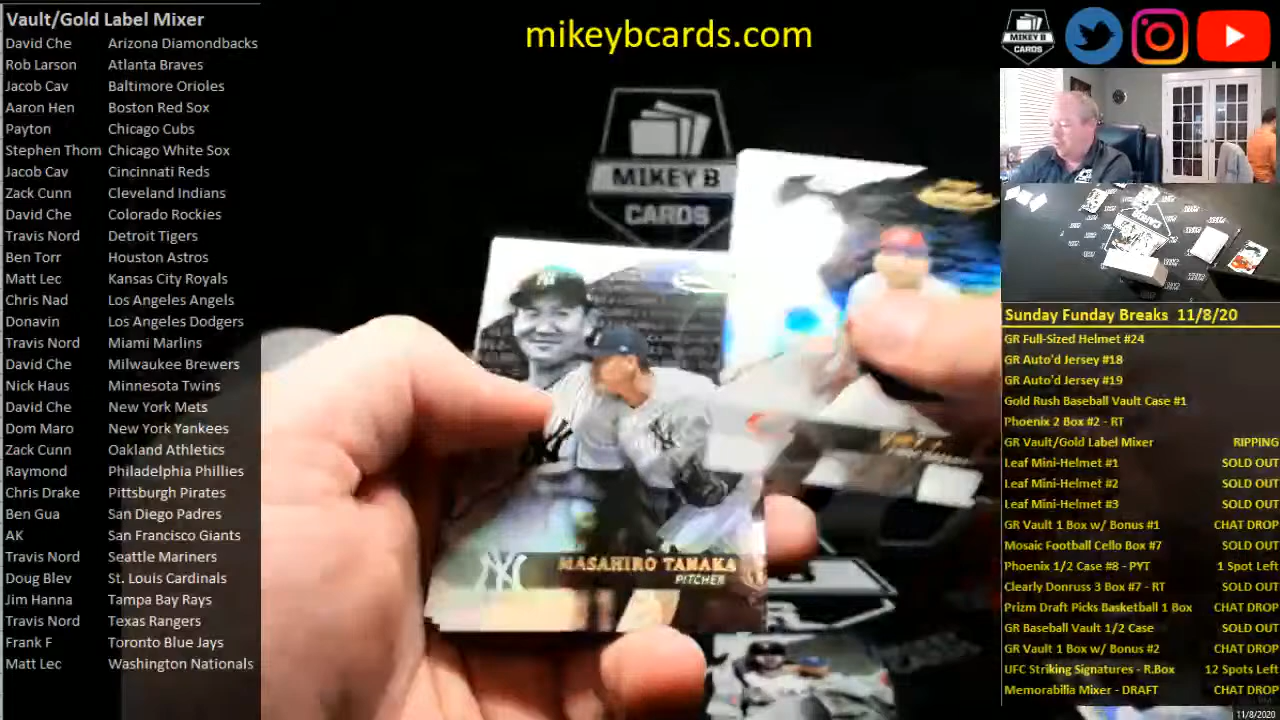 Vault/Gold Label Mixer
David Che Arizona Diamondbacks
Rob Larson Atlanta Braves
Jacob Cav Baltimore Orioles
Aaron Hen Boston Red Sox
Payton Chicago Cubs
Stephen Thom Chicago White Sox
Jacob Cav Cincinnati Reds
Zack Cunn Cleveland Indians
David Che Colorado Rockies
Travis Nord Detroit Tigers
Ben Torr Houston Astros
Matt Lec Kansas City Royals
Chris Nad Los Angeles Angels
Donavin Los Angeles Dodgers
Travis Nord Miami Marlins
David Che Milwaukee Brewers
Nick Haus Minnesota Twins
David Che New York Mets
Dom Maro New York Yankees
Zack Cunn Oakland Athletics
Raymond Philadelphia Phillies
Chris Drake Pittsburgh Pirates
Ben Gua San Diego Padres
AK San Francisco Giants
Travis Nord Seattle Mariners
Doug Blev St. Louis Cardinals
Jim Hanna Tampa Bay Rays
Travis Nord Texas Rangers
Frank F Toronto Blue Jays
Matt Lec Washington Nationals
mikeybcards.com
MIKEY B
CARDS
NY
MASAHIRO TANAKA
PITCHER
MIKEY B
CARDS
Sunday Funday Breaks 11/8/20
GR Full-Sized Helmet #24
GR Auto'd Jersey #18
GR Auto'd Jersey #19
Gold Rush Baseball Vault Case #1
Phoenix 2 Box #2 - RT
GR Vault/Gold Label Mixer RIPPING
Leaf Mini-Helmet #1 SOLD OUT
Leaf Mini-Helmet #2 SOLD OUT
Leaf Mini-Helmet #3 SOLD OUT
GR Vault 1 Box w/ Bonus #1 CHAT DROP
Mosaic Football Cello Box #7 SOLD OUT
Phoenix 1/2 Case #8 - PYT 1 Spot Left
Clearly Donruss 3 Box #7 - RT SOLD OUT
Prizm Draft Picks Basketball 1 Box CHAT DROP
GR Baseball Vault 1/2 Case SOLD OUT
GR Vault 1 Box w/ Bonus #2 CHAT DROP
UFC Striking Signatures - R.Box 12 Spots Left
Memorabilia Mixer - DRAFT CHAT DROP
11/8/2020